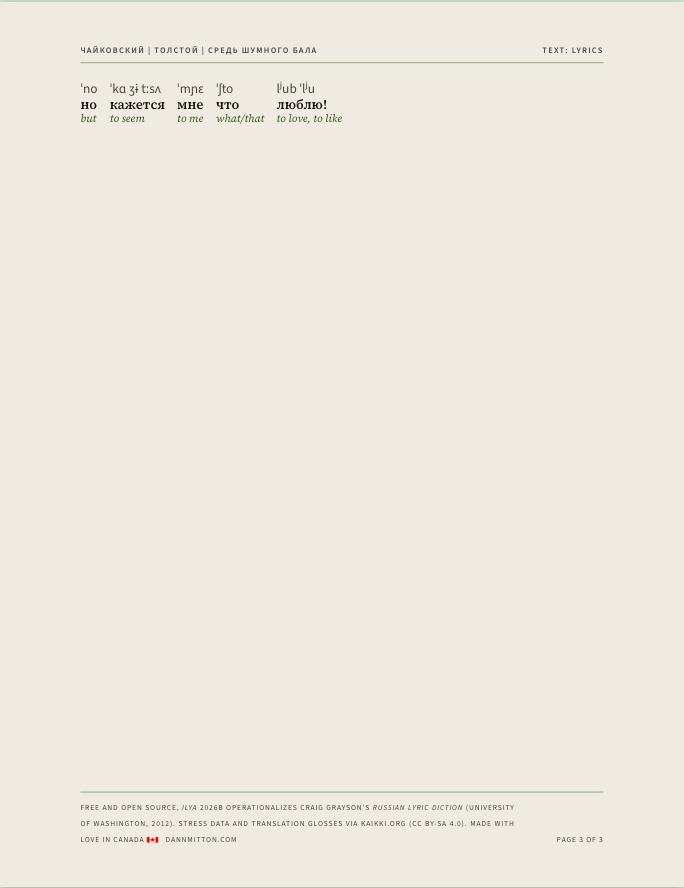 ЧАЙКОВСКИЙ | ТОЛСТОЙ | СРЕДЬ ШУМНОГО БАЛА TEXT: LYRICS
ˈno ˈkɑ ʒɨ tːsʌ ˈmɲɛ ˈʃto lʲub ˈlʲu
но кажется мне что люблю!
but to seem to me what/that to love, to like
FREE AND OPEN SOURCE, ILYA 2026B OPERATIONALIZES CRAIG GRAYSON'S RUSSIAN LYRIC DICTION (UNIVERSITY
OF WASHINGTON, 2012). STRESS DATA AND TRANSLATION GLOSSES VIA KAIKKI.ORG (CC BY-SA 4.0). MADE WITH
LOVE IN CANADA 🇨🇦 DANNMITTON.COM PAGE 3 OF 3